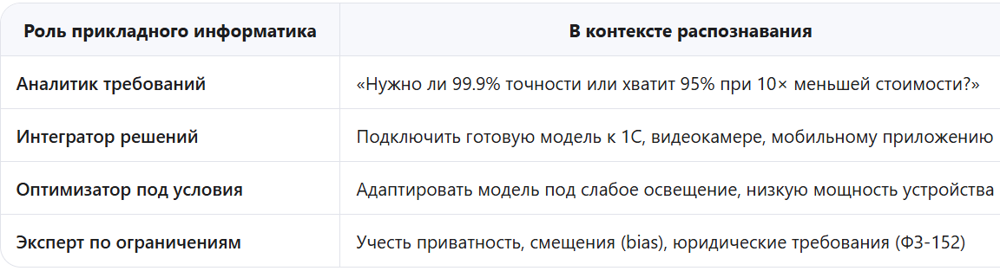 Роль прикладного информатика В контексте распознавания
Аналитик требований «Нужно ли 99.9% точности или хватит 95% при 10× меньшей стоимости?»
Интегратор решений Подключить готовую модель к 1С, видеокамере, мобильному приложению
Оптимизатор под условия Адаптировать модель под слабое освещение, низкую мощность устройства
Эксперт по ограничениям Учесть приватность, смещения (bias), юридические требования (ФЗ-152)